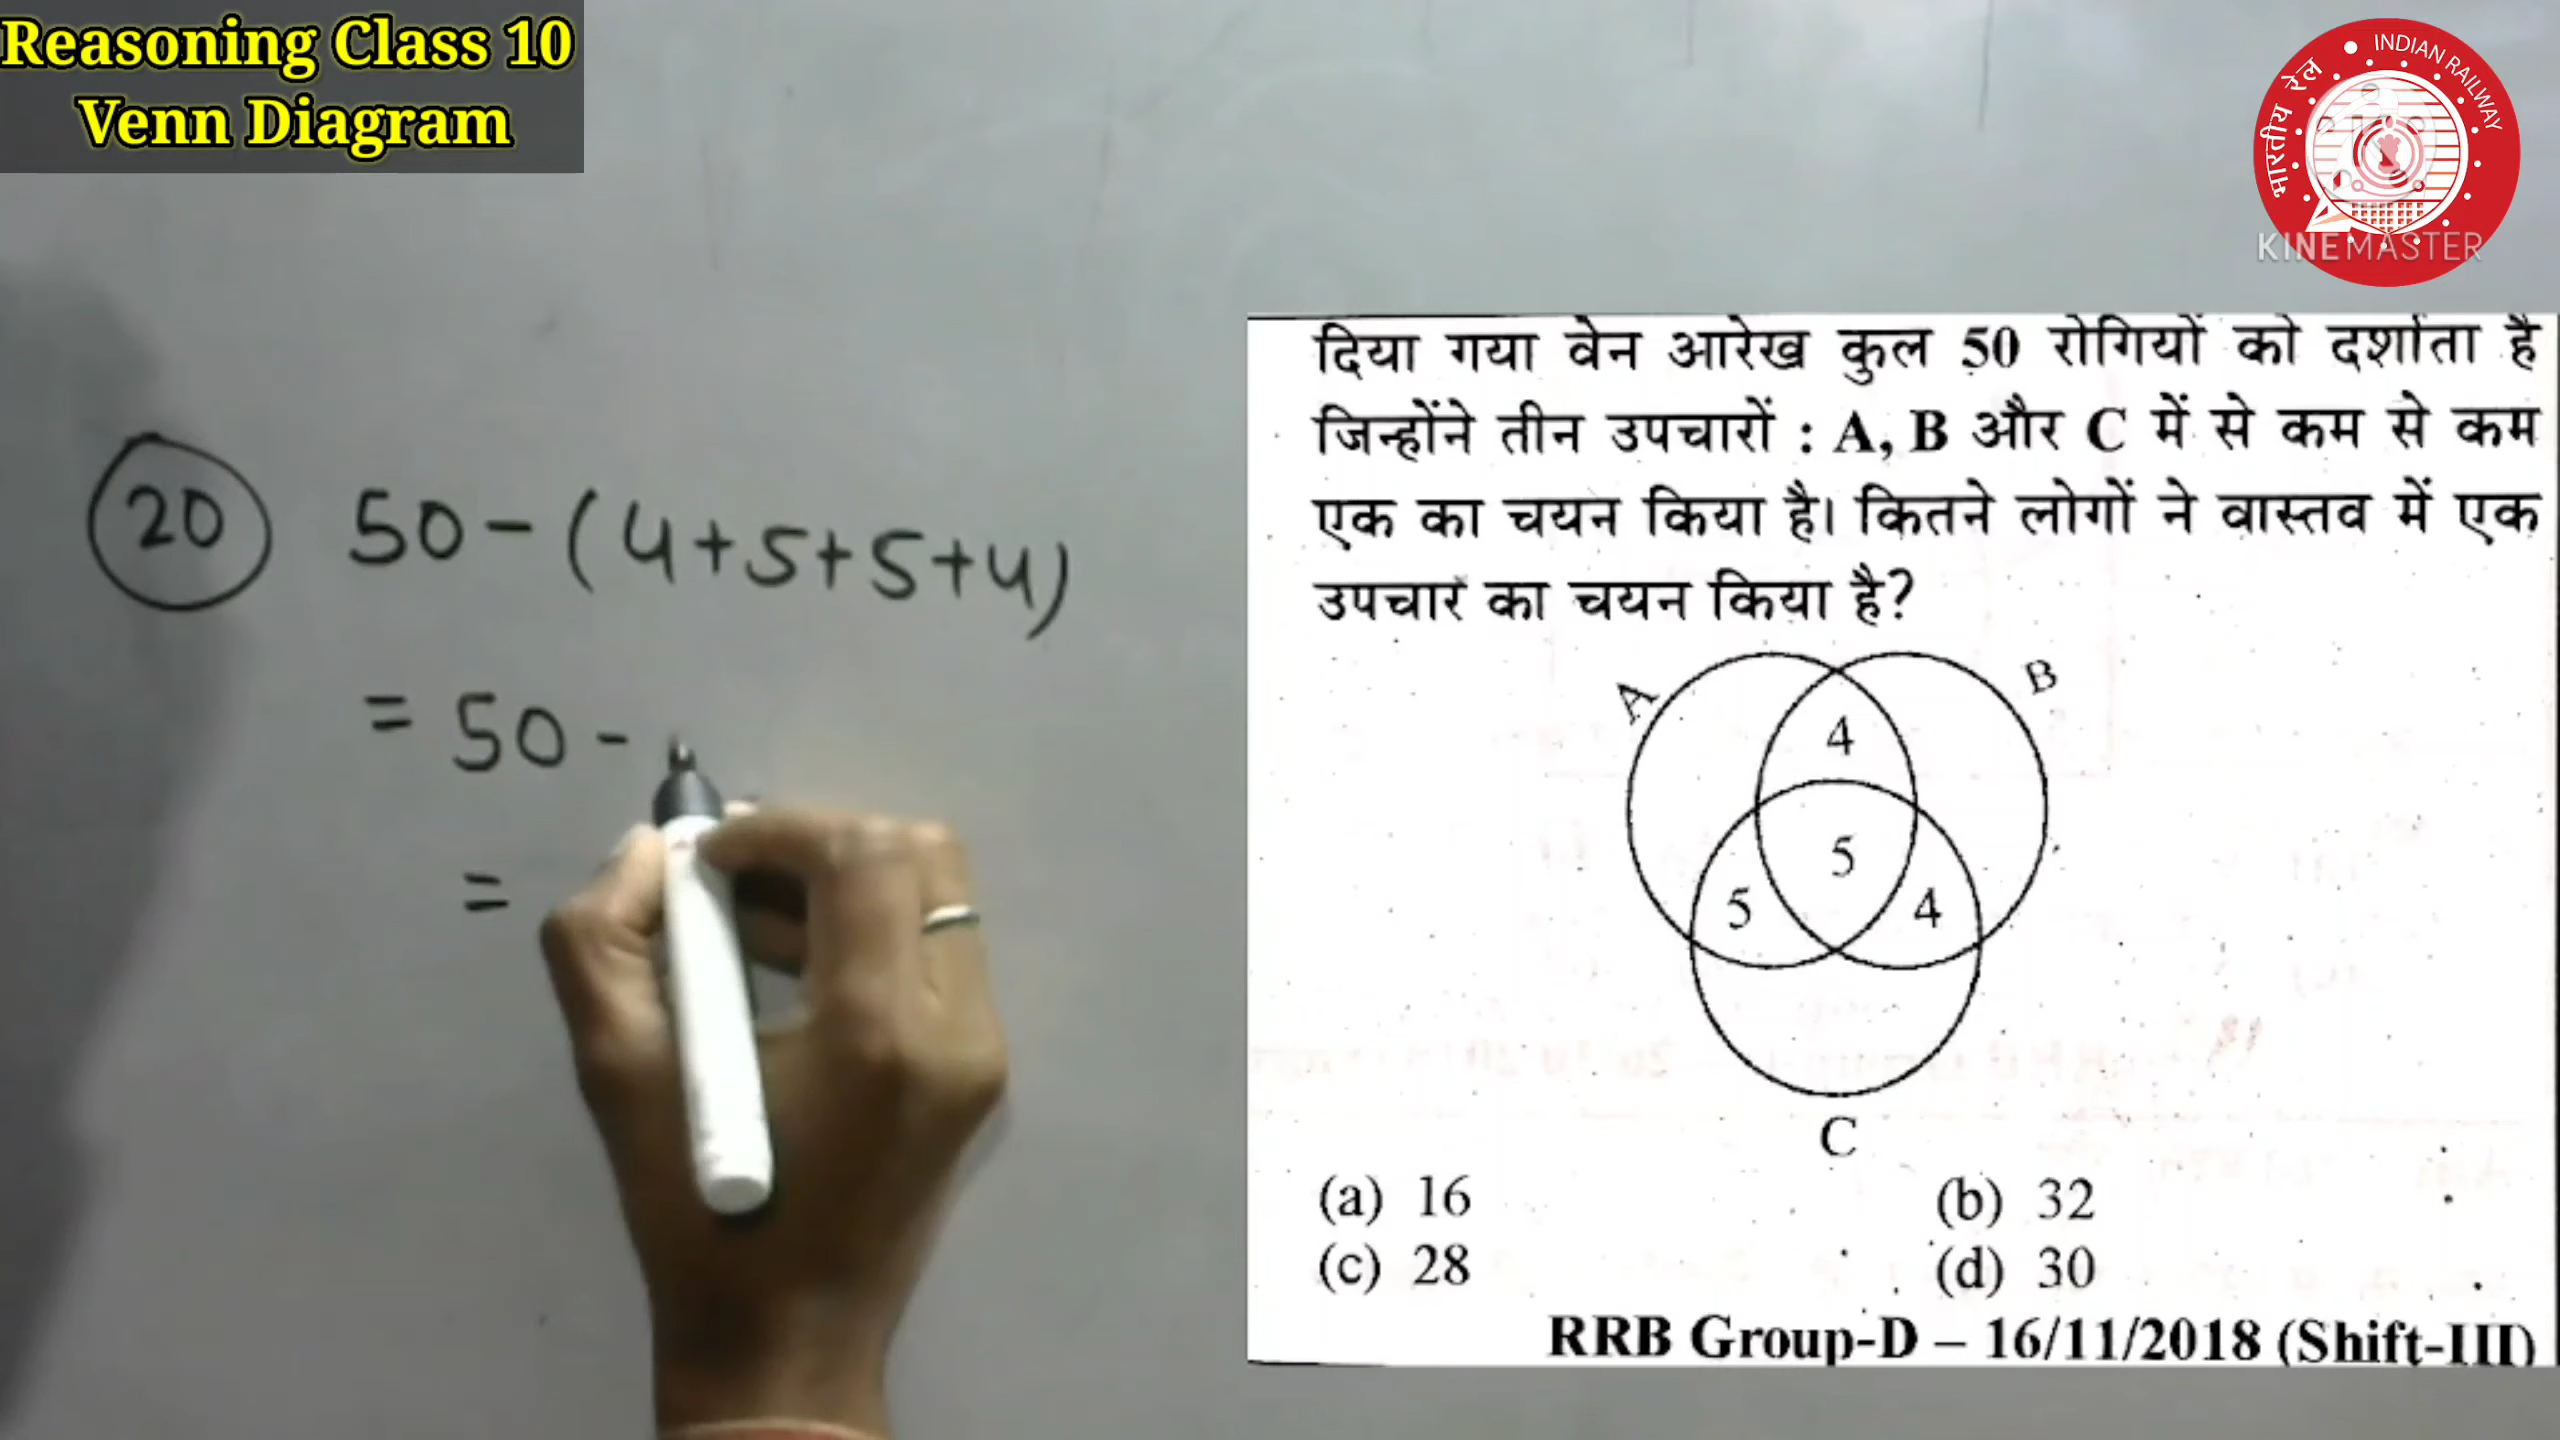 Reasoning Class 10
Venn Diagram
भारतीय रेल
INDIAN RAILWAY
KINEMASTER
20
50-(4+5+5+4)
= 50 -
=
दिया गया वेन आरेख कुल 50 रोगियों को दर्शाता है
जिन्होंने तीन उपचारों : A, B और C में से कम से कम
एक का चयन किया है। कितने लोगों ने वास्तव में एक
उपचार का चयन किया है?
A
B
4
5
5
4
C
(a) 16
(b) 32
(c) 28
(d) 30
RRB Group-D – 16/11/2018 (Shift-III)